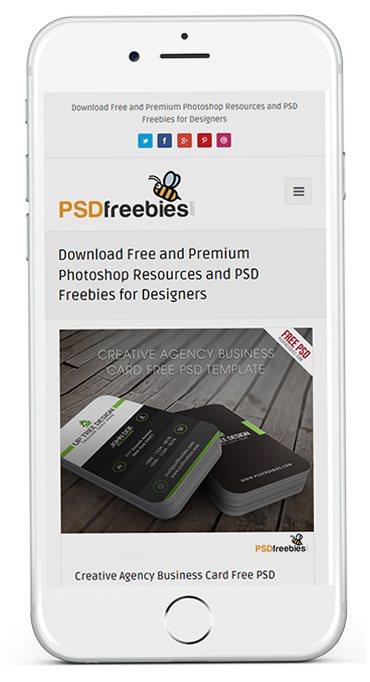 Download Free and Premium Photoshop Resources and PSD
Freebies for Designers
PSDfreebies.com
Download Free and Premium
Photoshop Resources and PSD
Freebies for Designers
FREE PSD
CREATIVE AGENCY BUSINESS
CARD FREE PSD TEMPLATE
UP TREE DESIGN
JOHN DOE
TREE DESIGN
WWW.PSDFREEBIES.COM
PSDfreebies
Creative Agency Business Card Free PSD